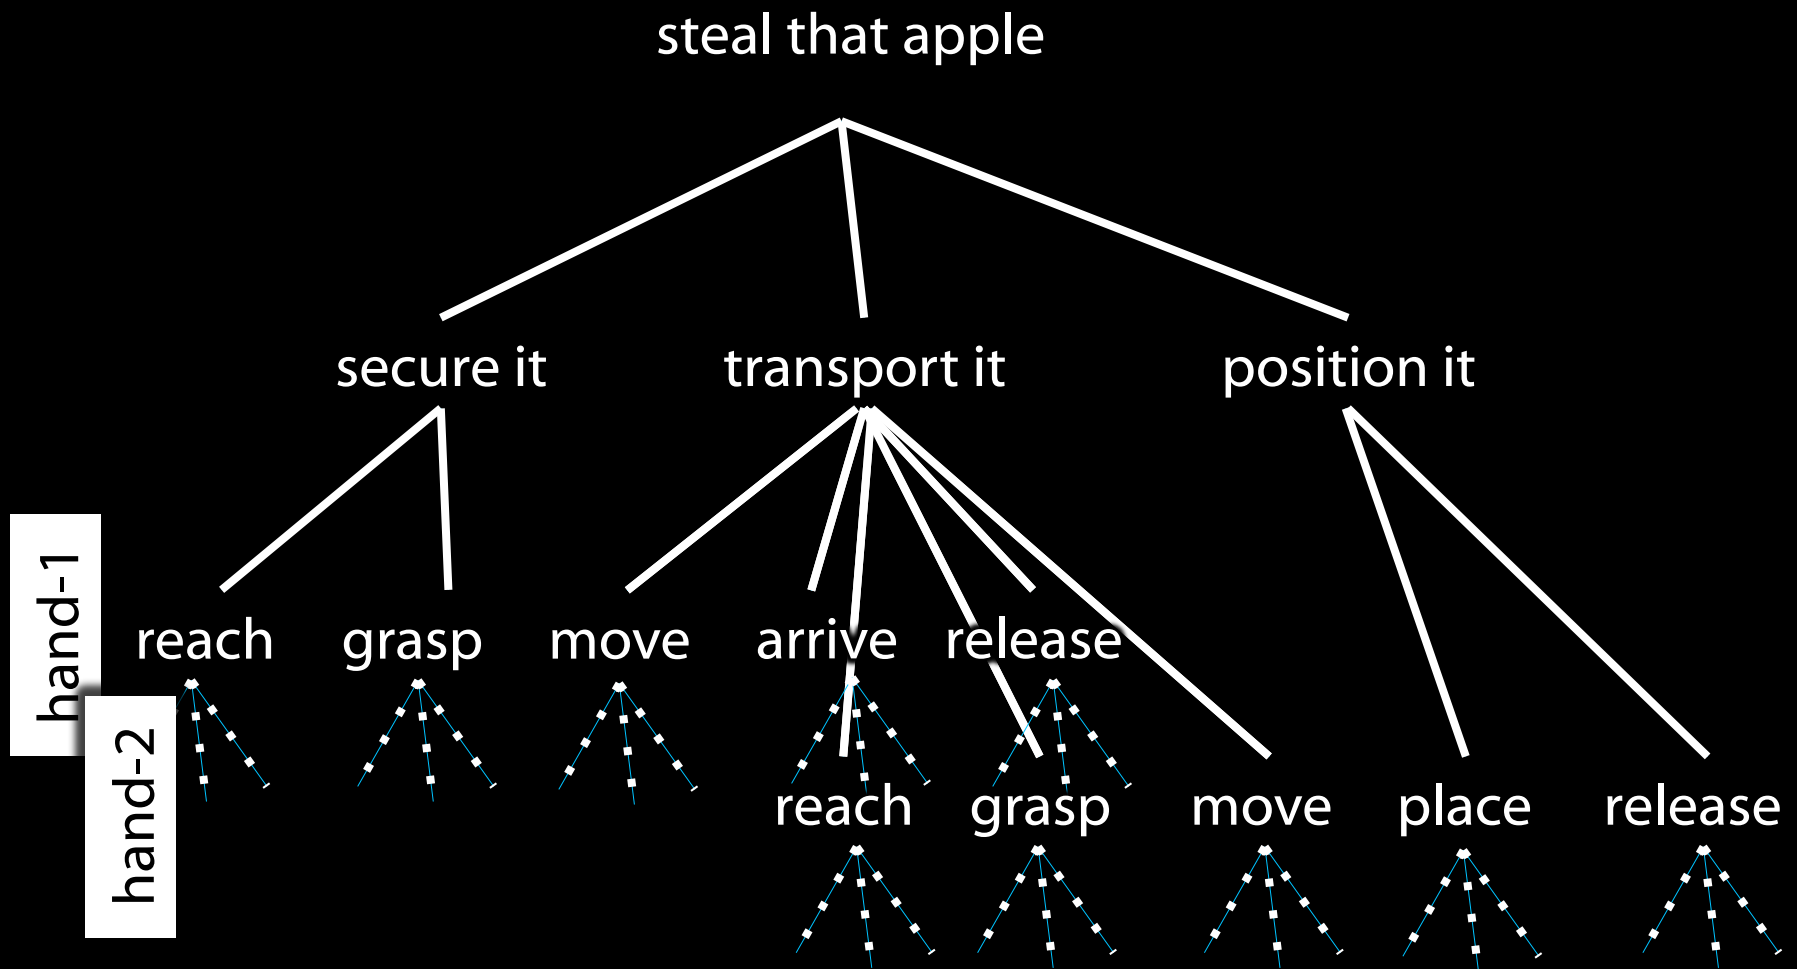 steal that apple
secure it
transport it
position it
hand-1
reach
grasp
move
arrive
release
hand-2
reach
grasp
move
place
release